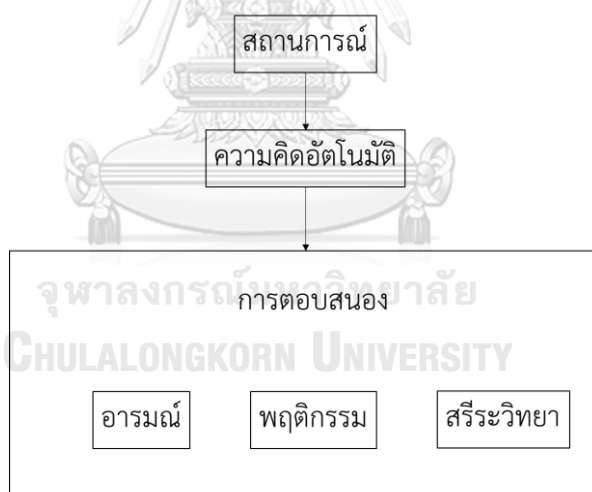 สถานการณ์
ความคิดอัตโนมัติ
จุฬาลงกรณ์มหาวิทยาลัย
การตอบสนอง
CHULALONGKORN UNIVERSITY
อารมณ์
พฤติกรรม
สรีระวิทยา